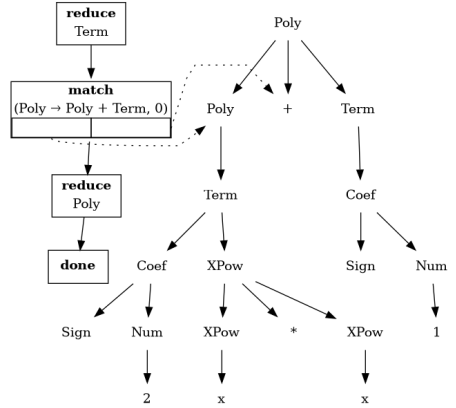 reduce
Term
match
(Poly → Poly + Term, 0)
reduce
Poly
done
Poly
Poly + Term
Term Coef
Coef XPow Sign Num
Sign Num XPow * XPow 1
2 x x